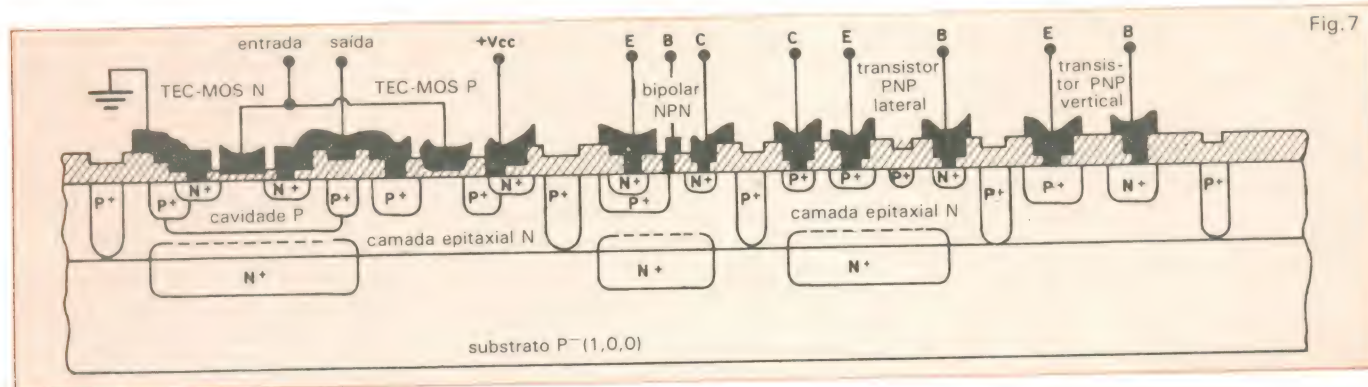 Fig.7
entrada saída +Vcc E B C C E B E B
TEC-MOS N TEC-MOS P
bipolar
NPN
transistor
PNP
lateral
transis-
tor PNP
vertical
P+ P+ N+ N+ P+ P+ P+ N+ P+ N+ P+ N+ P+ P+ P+ P+ N+ P+ P+ N+ P+
cavidade P
camada epitaxial N
camada epitaxial N
N+ N+ N+
substrato P⁻(1,0,0)